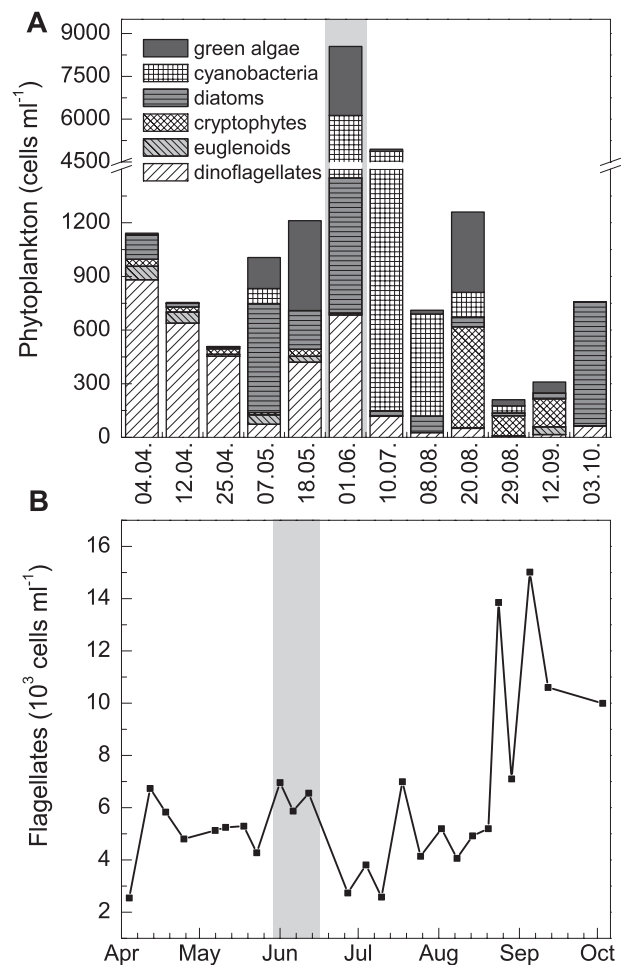 A
9000
7500
6000
4500
1200
900
600
300
0
Phytoplankton (cells ml⁻¹)
green algae
cyanobacteria
diatoms
cryptophytes
euglenoids
dinoflagellates
04.04. 12.04. 25.04. 07.05. 18.05. 01.06. 10.07. 08.08. 20.08. 29.08. 12.09. 03.10.
B
16
14
12
10
8
6
4
2
Flagellates (10³ cells ml⁻¹)
Apr May Jun Jul Aug Sep Oct